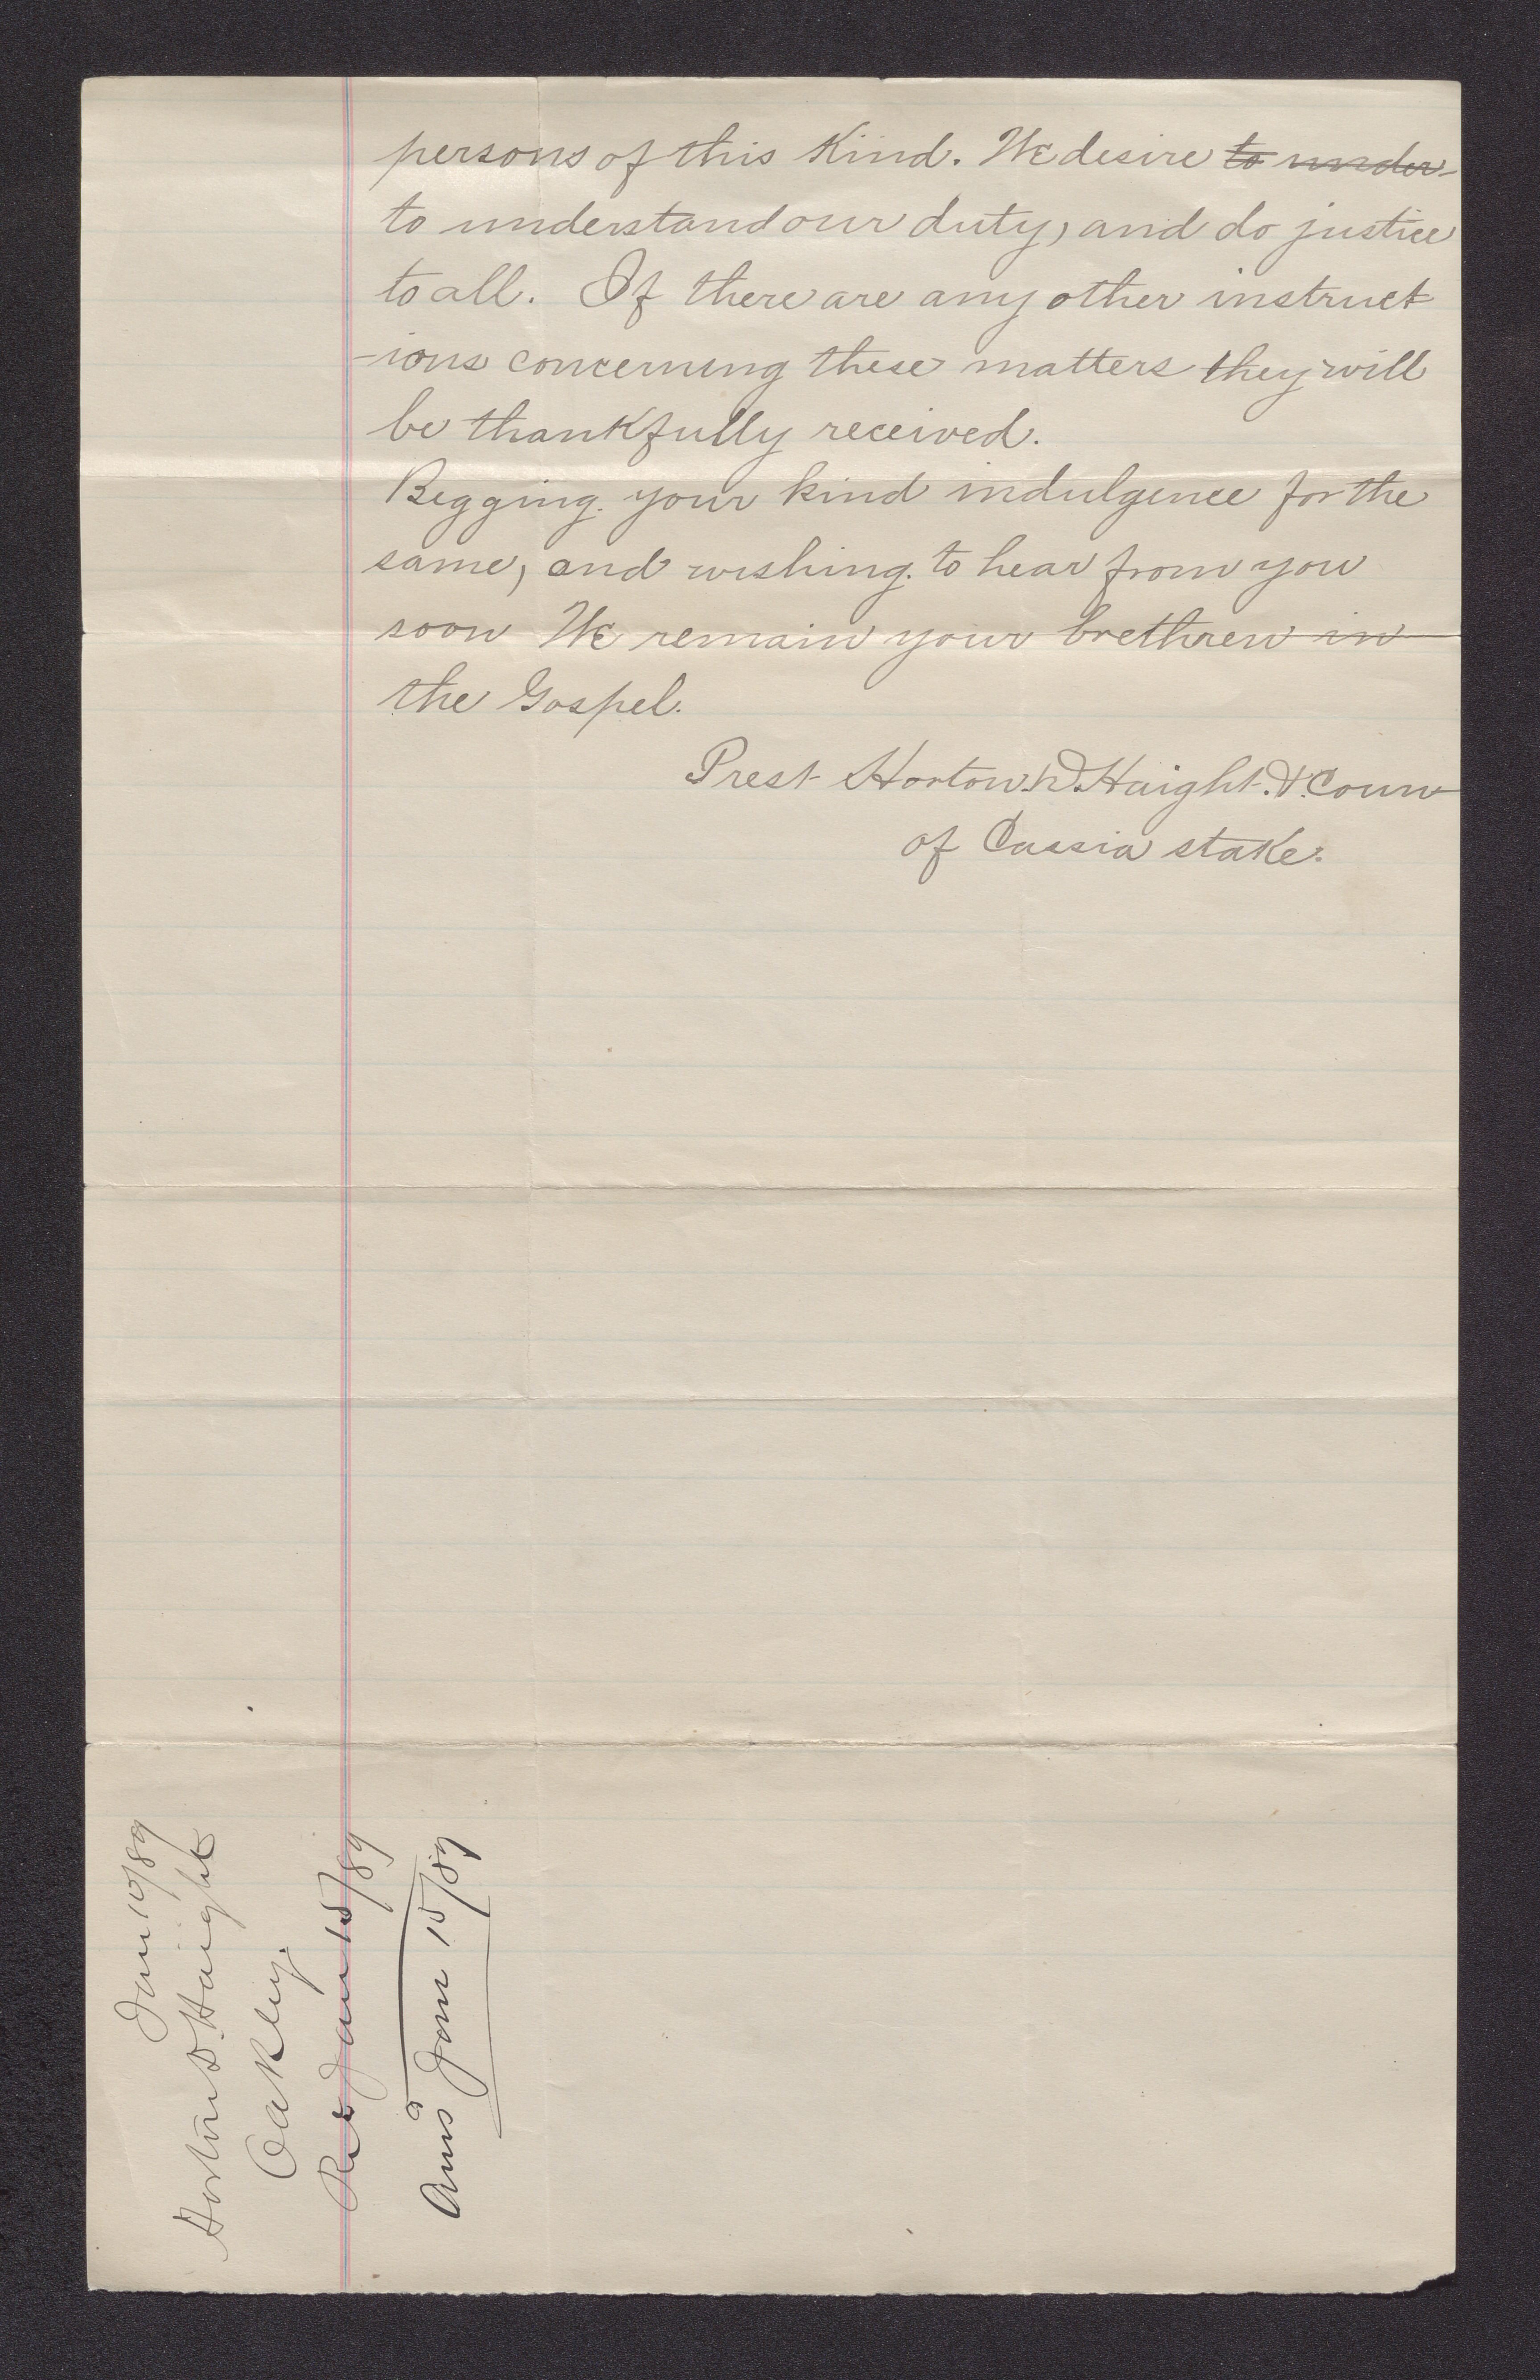 persons of this Kind. We desire to under-
to understand our duty, and do justice
to all. If there are any other instruct
-ions concerning these matters they will
be thankfully received.
Begging your kind indulgence for the
same, and wishing to hear from you
soon We remain your brethren in
the Gospel.
Prest Horton D. Haight. & Coun
of Cassia stake.
Jan 10/89
Horton D. Haight
Oakley.
Red Jan 15/89
Ansd Jan 15/89